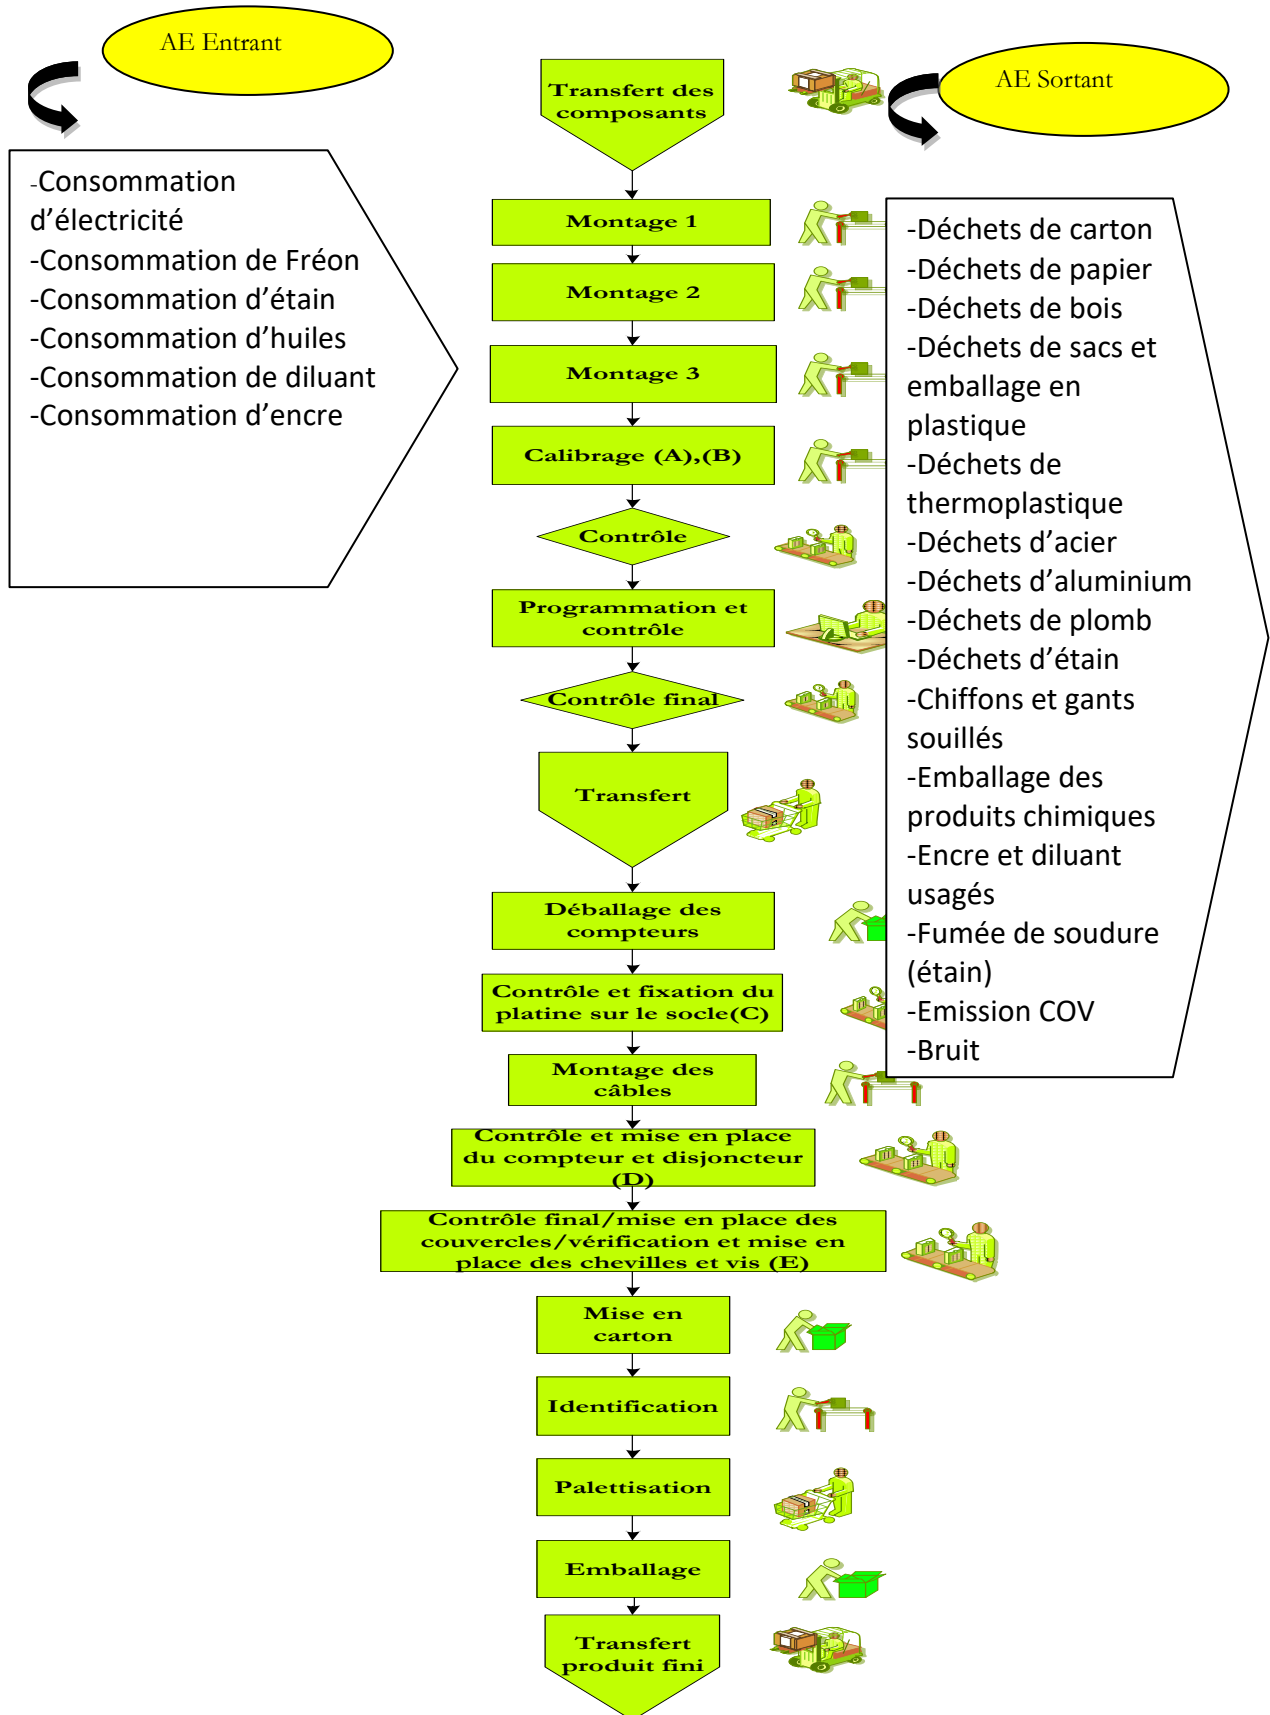 AE Entrant
-Consommation
d’électricité
-Consommation de Fréon
-Consommation d’étain
-Consommation d’huiles
-Consommation de diluant
-Consommation d’encre
Transfert des
composants
Montage 1
Montage 2
Montage 3
Calibrage (A),(B)
Contrôle
Programmation et
contrôle
Contrôle final
Transfert
Déballage des
compteurs
Contrôle et fixation du
platine sur le socle(C)
Montage des
câbles
Contrôle et mise en place
du compteur et disjoncteur
(D)
Contrôle final/mise en place des
couvercles/vérification et mise en
place des chevilles et vis (E)
Mise en
carton
Identification
Palettisation
Emballage
Transfert
produit fini
AE Sortant
-Déchets de carton
-Déchets de papier
-Déchets de bois
-Déchets de sacs et
emballage en
plastique
-Déchets de
thermoplastique
-Déchets d’acier
-Déchets d’aluminium
-Déchets de plomb
-Déchets d’étain
-Chiffons et gants
souillés
-Emballage des
produits chimiques
-Encre et diluant
usagés
-Fumée de soudure
(étain)
-Emission COV
-Bruit